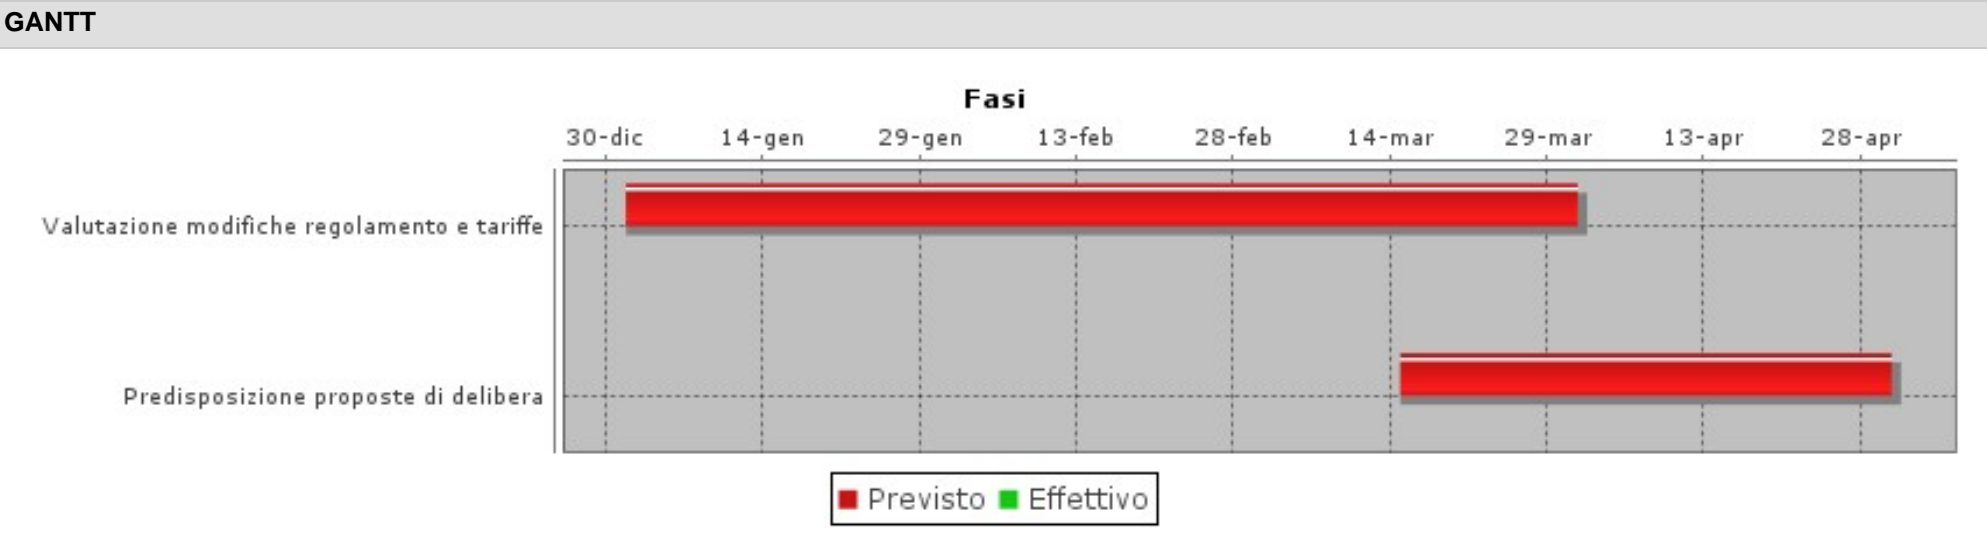 GANTT
Fasi
30-dic 14-gen 29-gen 13-feb 28-feb 14-mar 29-mar 13-apr 28-apr
Valutazione modifiche regolamento e tariffe
Predisposizione proposte di delibera
Previsto Effettivo